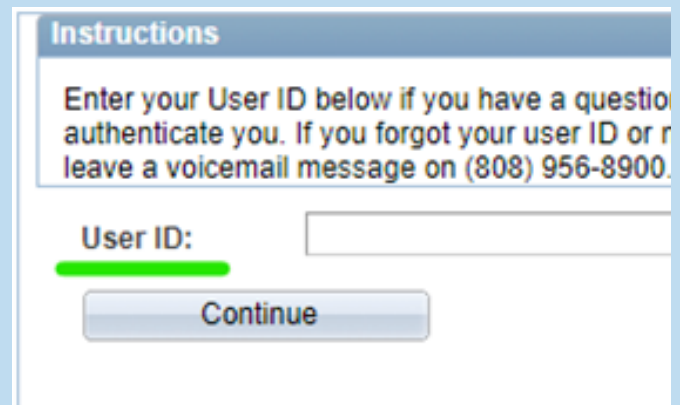 Instructions
Enter your User ID below if you have a question
authenticate you. If you forgot your user ID or
leave a voicemail message on (808) 956-8900.
User ID:
Continue